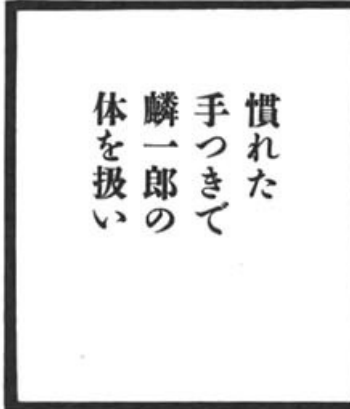 慣れた
手つきで
麟一郎の
体を扱い